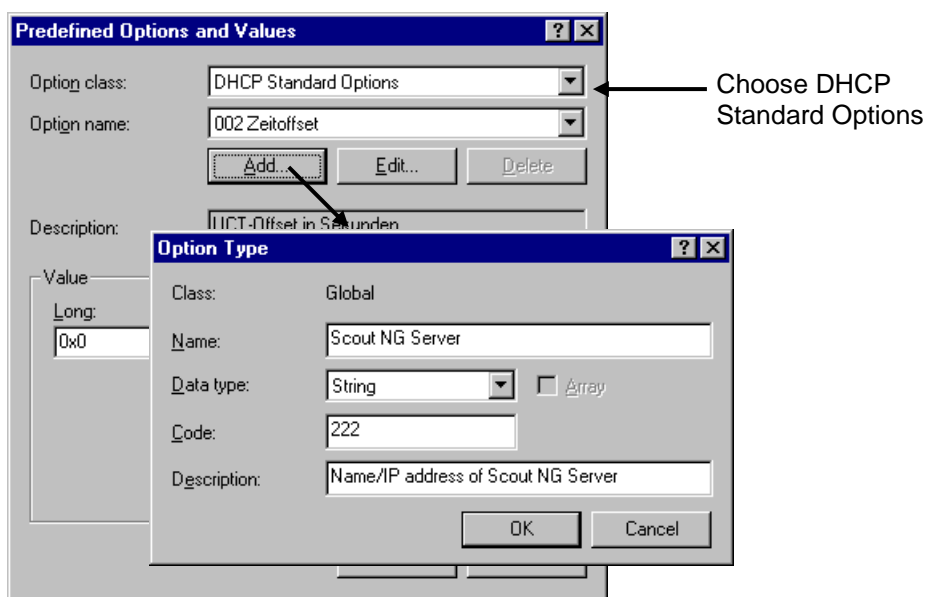 Predefined Options and Values
Option class:
DHCP Standard Options
Choose DHCP
Standard Options
Option name:
002 Zeitoffset
Add...
Edit...
Delete
Description:
UCT-Offset in Sekunden
Value
Long:
0x0
Option Type
Class:
Global
Name:
Scout NG Server
Data type:
String
Array
Code:
222
Description:
Name/IP address of Scout NG Server
OK
Cancel